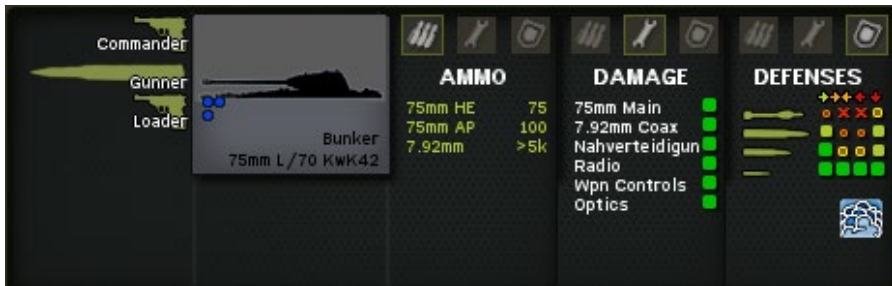 Commander
Gunner
Loader
Bunker
75mm L/70 KwK42
AMMO
75mm HE 75
75mm AP 100
7.92mm >5k
DAMAGE
75mm Main
7.92mm Coax
Nahverteidigun
Radio
Wpn Controls
Optics
DEFENSES